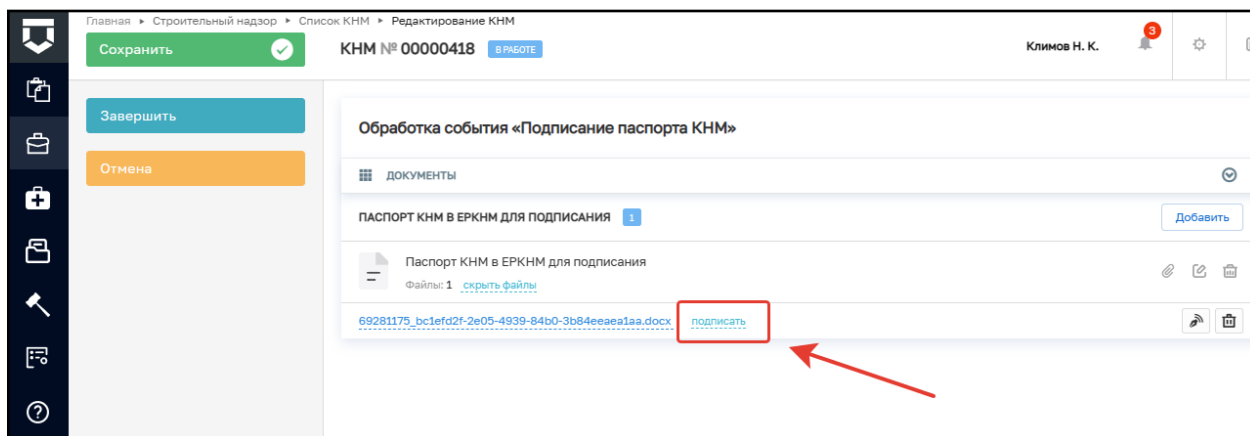 Главная ▸ Строительный надзор ▸ Список КНМ ▸ Редактирование КНМ
Сохранить
КНМ № 00000418 В РАБОТЕ
Климов Н. К.
3
Завершить
Отмена
Обработка события «Подписание паспорта КНМ»
ДОКУМЕНТЫ
ПАСПОРТ КНМ В ЕРКНМ ДЛЯ ПОДПИСАНИЯ 1
Добавить
Паспорт КНМ в ЕРКНМ для подписания
Файлы: 1 скрыть файлы
69281175_bc1efd2f-2e05-4939-84b0-3b84eeaea1aa.docx подписать